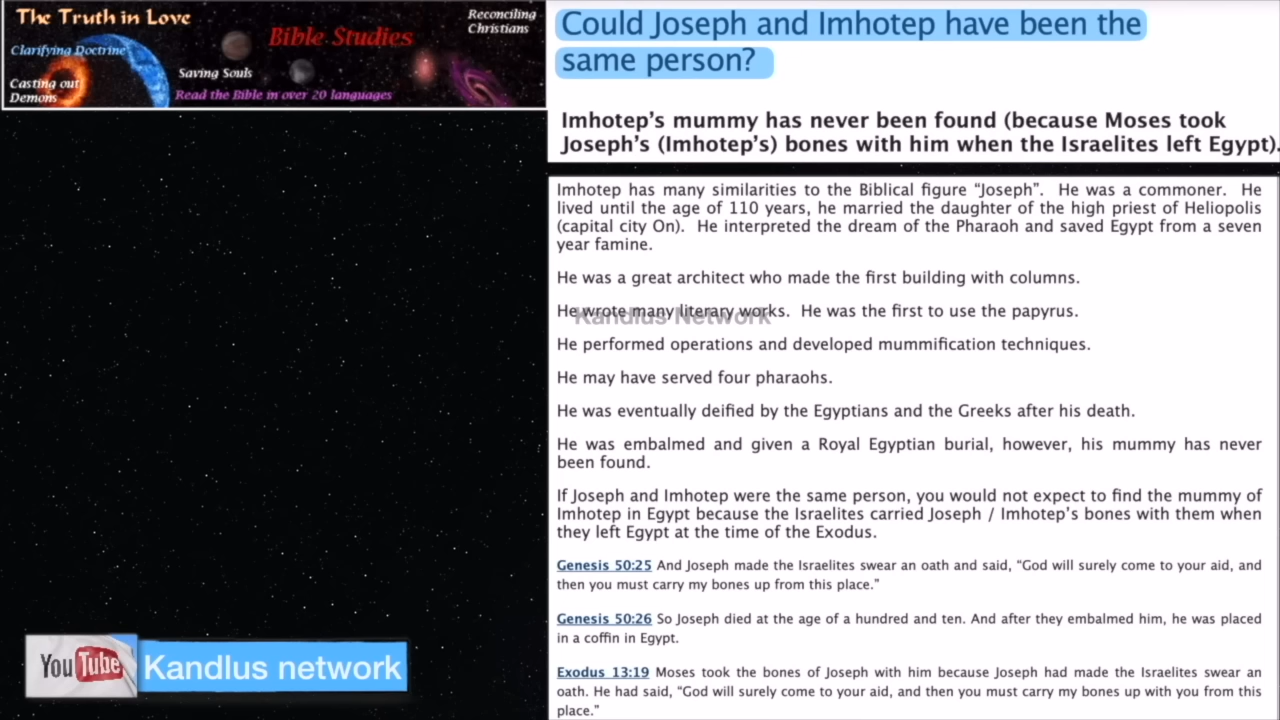 The Truth in Love
Reconciling
Christians
Bible Studies
Clarifying Doctrine
Saving Souls
Casting out
Demons
Read the Bible in over 20 languages
Could Joseph and Imhotep have been the
same person?
Imhotep's mummy has never been found (because Moses took
Joseph's (Imhotep's) bones with him when the Israelites left Egypt).
Imhotep has many similarities to the Biblical figure “Joseph”. He was a commoner. He
lived until the age of 110 years, he married the daughter of the high priest of Heliopolis
(capital city On). He interpreted the dream of the Pharaoh and saved Egypt from a seven
year famine.
He was a great architect who made the first building with columns.
He wrote many literary works. He was the first to use the papyrus.
Kandlus Network
He performed operations and developed mummification techniques.
He may have served four pharaohs.
He was eventually deified by the Egyptians and the Greeks after his death.
He was embalmed and given a Royal Egyptian burial, however, his mummy has never
been found.
If Joseph and Imhotep were the same person, you would not expect to find the mummy of
Imhotep in Egypt because the Israelites carried Joseph / Imhotep's bones with them when
they left Egypt at the time of the Exodus.
Genesis 50:25 And Joseph made the Israelites swear an oath and said, “God will surely come to your aid, and
then you must carry my bones up from this place.”
Genesis 50:26 So Joseph died at the age of a hundred and ten. And after they embalmed him, he was placed
in a coffin in Egypt.
Exodus 13:19 Moses took the bones of Joseph with him because Joseph had made the Israelites swear an
oath. He had said, “God will surely come to your aid, and then you must carry my bones up with you from this
place.”
YouTube
Kandlus network